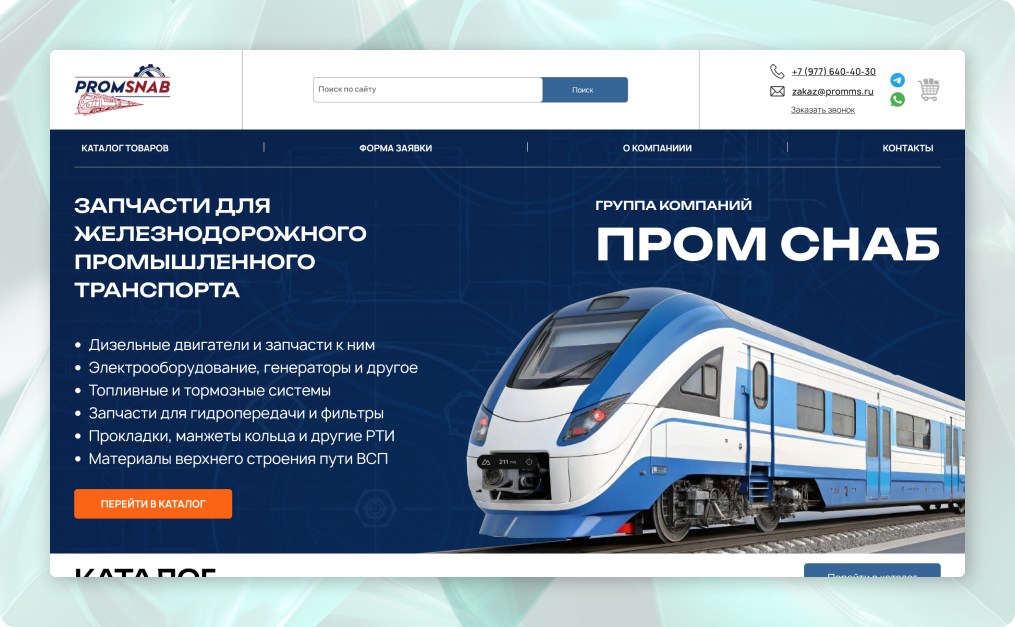 PROMSNAB
Поиск по сайту
Поиск
+7 (977) 640-40-30
zakaz@promms.ru
Заказать звонок
КАТАЛОГ ТОВАРОВ
ФОРМА ЗАЯВКИ
О КОМПАНИИИ
КОНТАКТЫ
ЗАПЧАСТИ ДЛЯ
ЖЕЛЕЗНОДОРОЖНОГО
ПРОМЫШЛЕННОГО
ТРАНСПОРТА
ГРУППА КОМПАНИЙ
ПРОМ СНАБ
Дизельные двигатели и запчасти к ним
Электрооборудование, генераторы и другое
Топливные и тормозные системы
Запчасти для гидропередачи и фильтры
Прокладки, манжеты кольца и другие РТИ
Материалы верхнего строения пути ВСП
211
ПЕРЕЙТИ В КАТАЛОГ
КАТАЛОГ
Перейти в каталог